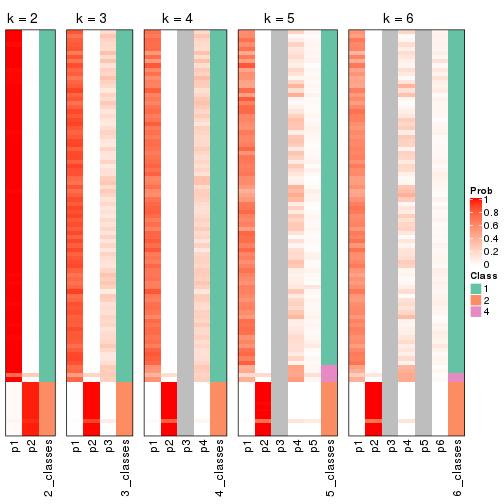 k = 2 k = 3 k = 4 k = 5 k = 6
Prob
1
0.8
0.6
0.4
0.2
0
Class
1
2
4
p1 p2 2_classes p1 p2 p3 3_classes p1 p2 p3 p4 4_classes p1 p2 p3 p4 p5 5_classes p1 p2 p3 p4 p5 p6 6_classes